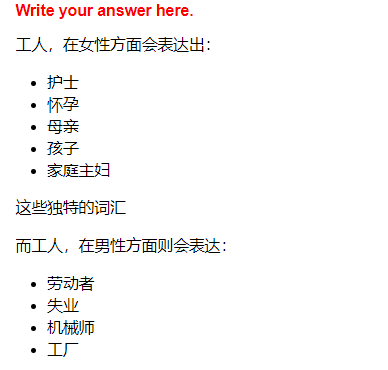 Write your answer here.
工人，在女性方面会表达出：
护士
怀孕
母亲
孩子
家庭主妇
这些独特的词汇
而工人，在男性方面则会表达：
劳动者
失业
机械师
工厂